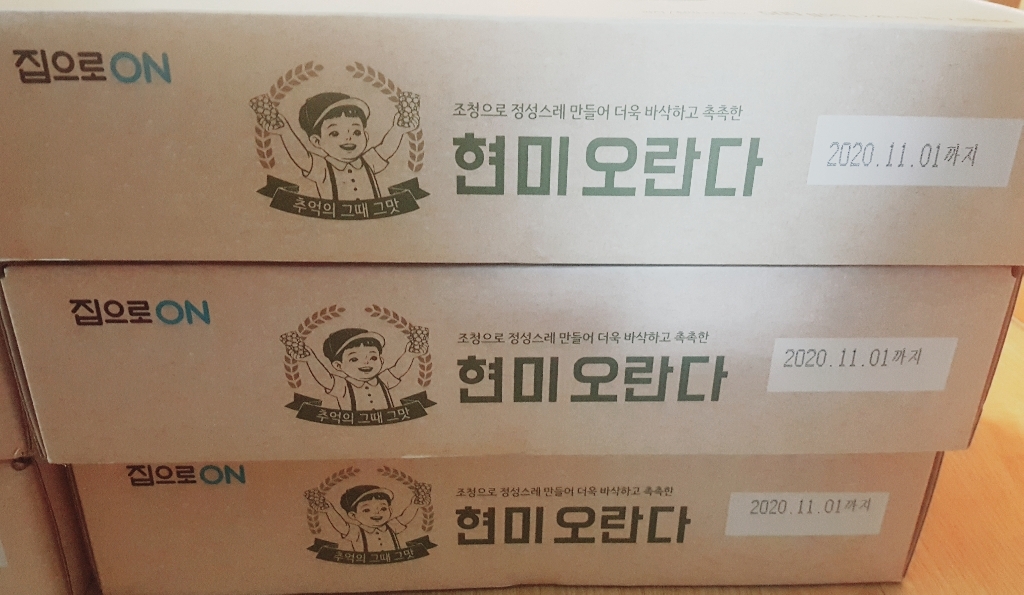 집으로ON
조청으로 정성스레 만들어 더욱 바삭하고 촉촉한
현미오란다
2020.11.01까지
추억의 그때 그맛
집으로ON
조청으로 정성스레 만들어 더욱 바삭하고 촉촉한
현미오란다
2020.11.01까지
추억의 그때 그맛
집으로ON
조청으로 정성스레 만들어 더욱 바삭하고 촉촉한
현미오란다
2020.11.01까지
추억의 그때 그맛